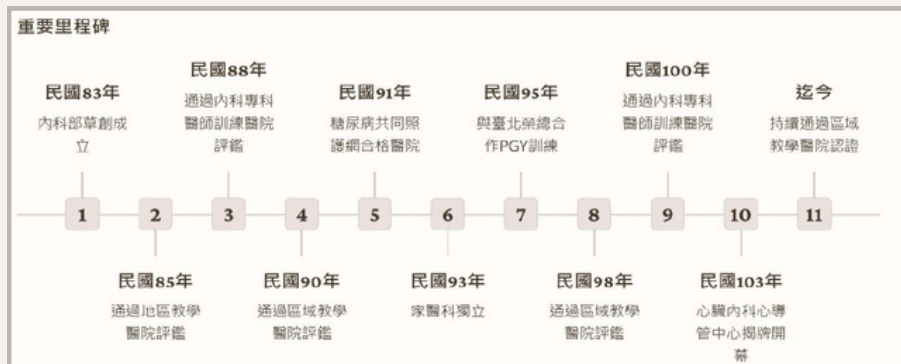 重要里程碑
民國83年
內科部草創成
立
1
民國85年
通過地區教學
醫院評鑑
2
民國88年
通過內科專科
醫師訓練醫院
評鑑
3
民國90年
通過區域教學
醫院評鑑
4
民國91年
糖尿病共同照
護網合格醫院
5
民國93年
家醫科獨立
6
民國95年
與臺北榮總合
作PGY訓練
7
民國98年
通過區域教學
醫院評鑑
8
民國100年
通過內科專科
醫師訓練醫院
評鑑
9
民國103年
心臟內科心導
管中心揭牌開
幕
10
迄今
持續通過區域
教學醫院認證
11